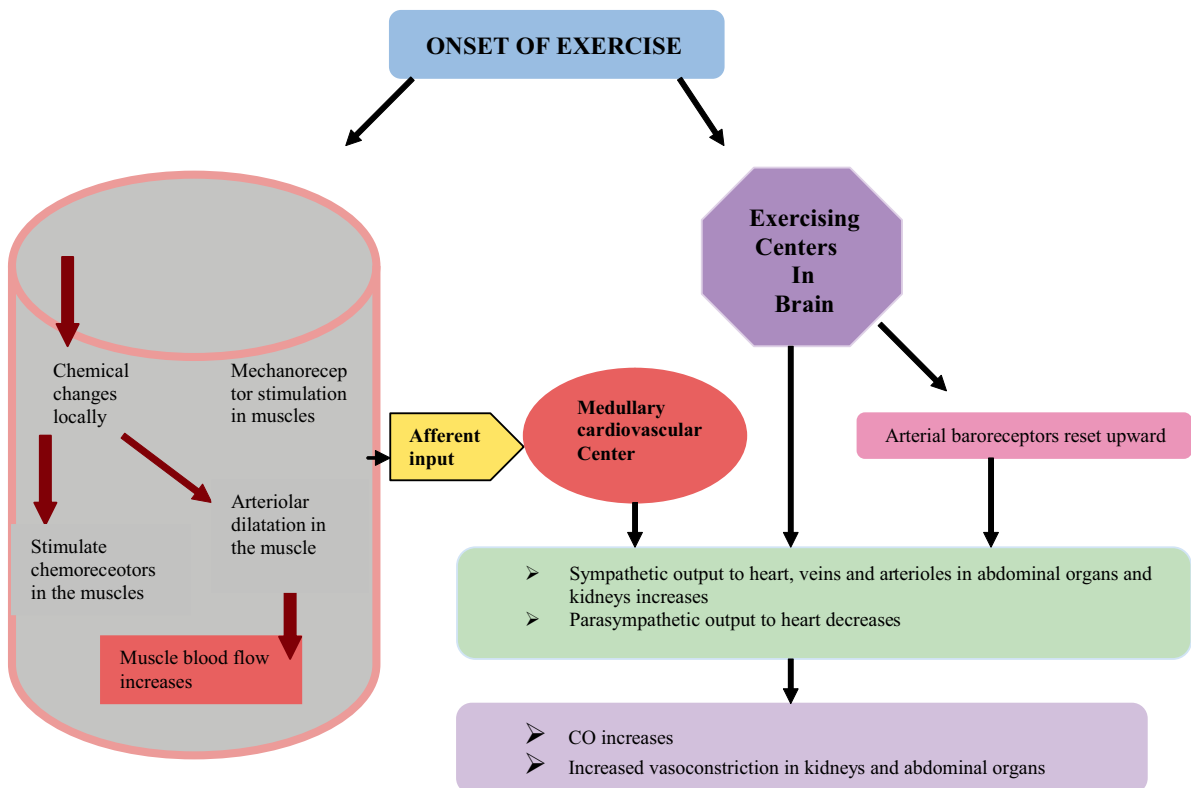 ONSET OF EXERCISE
Exercising
Centers
In
Brain
Chemical
changes
locally
Mechanorecep
tor stimulation
in muscles
Stimulate
chemoreceotors
in the muscles
Arteriolar
dilatation in
the muscle
Muscle blood flow
increases
Afferent
input
Medullary
cardiovascular
Center
Arterial baroreceptors reset upward
➢ Sympathetic output to heart, veins and arterioles in abdominal organs and
kidneys increases
➢ Parasympathetic output to heart decreases
➢ CO increases
➢ Increased vasoconstriction in kidneys and abdominal organs